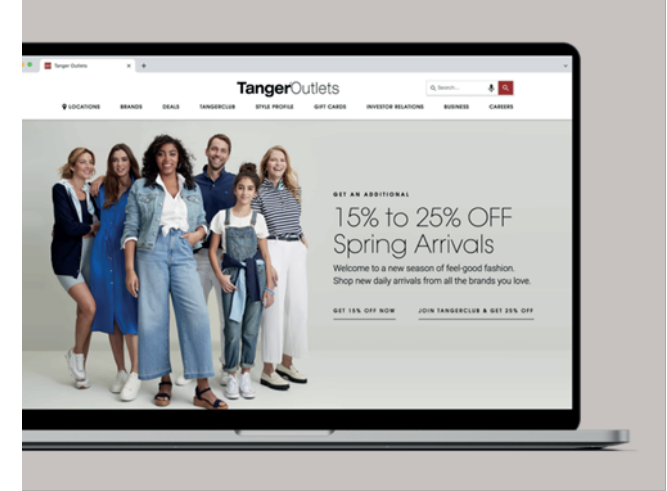 Tanger Outlets
TangerOutlets
Search...
LOCATIONS BRANDS DEALS TANGERCLUB STYLE PROFILE GIFT CARDS INVESTOR RELATIONS BUSINESS CAREERS
GET AN ADDITIONAL
15% to 25% OFF
Spring Arrivals
Welcome to a new season of feel-good fashion.
Shop new daily arrivals from all the brands you love.
GET 15% OFF NOW JOIN TANGERCLUB & GET 25% OFF